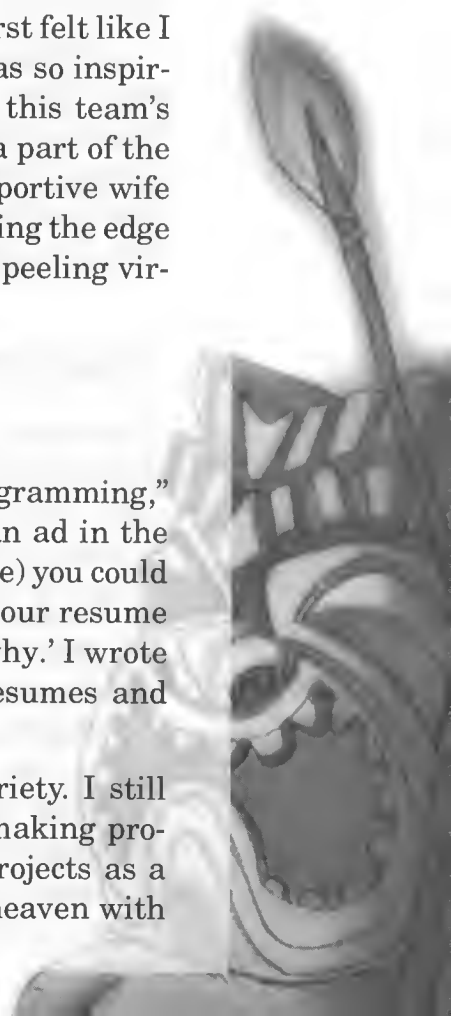 rst felt like I
as so inspir-
this team's
a part of the
portive wife
ing the edge
peeling vir-
gramming,”
n ad in the
e) you could
our resume
hy.’ I wrote
esumes and
riety. I still
naking pro-
rojects as a
heaven with